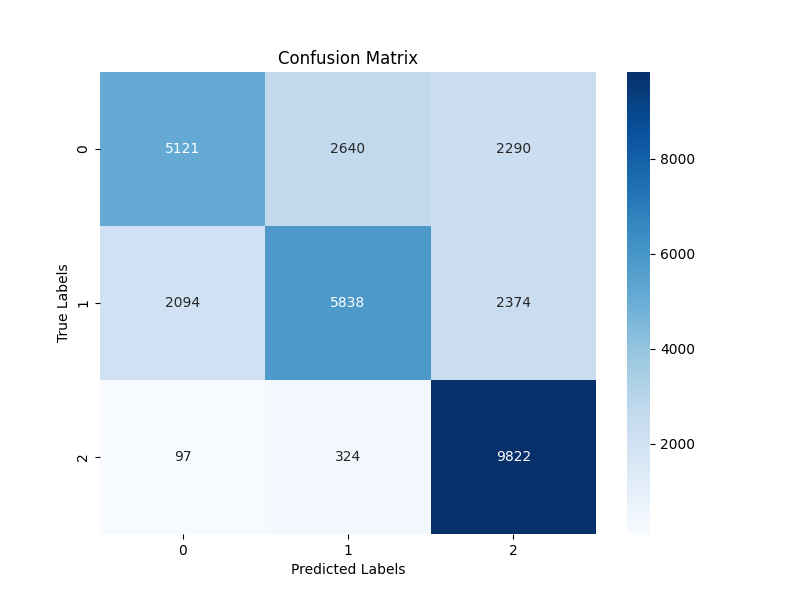 Confusion Matrix
True Labels
0
5121 2640 2290
1
2094 5838 2374
2
97 324 9822
0 1 2
Predicted Labels
8000
6000
4000
2000